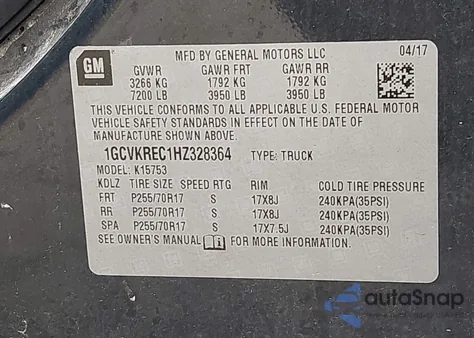 GM
MFD BY GENERAL MOTORS LLC 04/17
GVWR GAWR FRT GAWR RR
3266 KG 1792 KG 1792 KG
7200 LB 3950 LB 3950 LB
THIS VEHICLE CONFORMS TO ALL APPLICABLE U.S. FEDERAL MOTOR
VEHICLE SAFETY STANDARDS IN EFFECT ON THE DATE OF
MANUFACTURE SHOWN ABOVE.
1GCVKREC1HZ328364 TYPE: TRUCK
MODEL: K15753
KDLZ TIRE SIZE SPEED RTG RIM COLD TIRE PRESSURE
FRT P255/70R17 S 17X8J 240KPA(35PSI)
RR P255/70R17 S 17X8J 240KPA(35PSI)
SPA P255/70R17 S 17X7.5J 240KPA(35PSI)
SEE OWNER'S MANUAL FOR MORE INFORMATION.
autoSnap